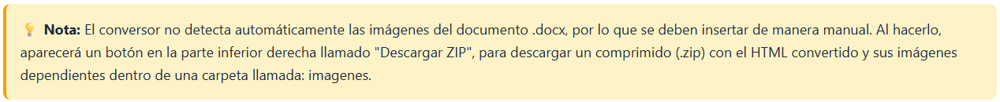 💡 Nota: El conversor no detecta automáticamente las imágenes del documento .docx, por lo que se deben insertar de manera manual. Al hacerlo,
aparecerá un botón en la parte inferior derecha llamado "Descargar ZIP", para descargar un comprimido (.zip) con el HTML convertido y sus imágenes
dependientes dentro de una carpeta llamada: imagenes.